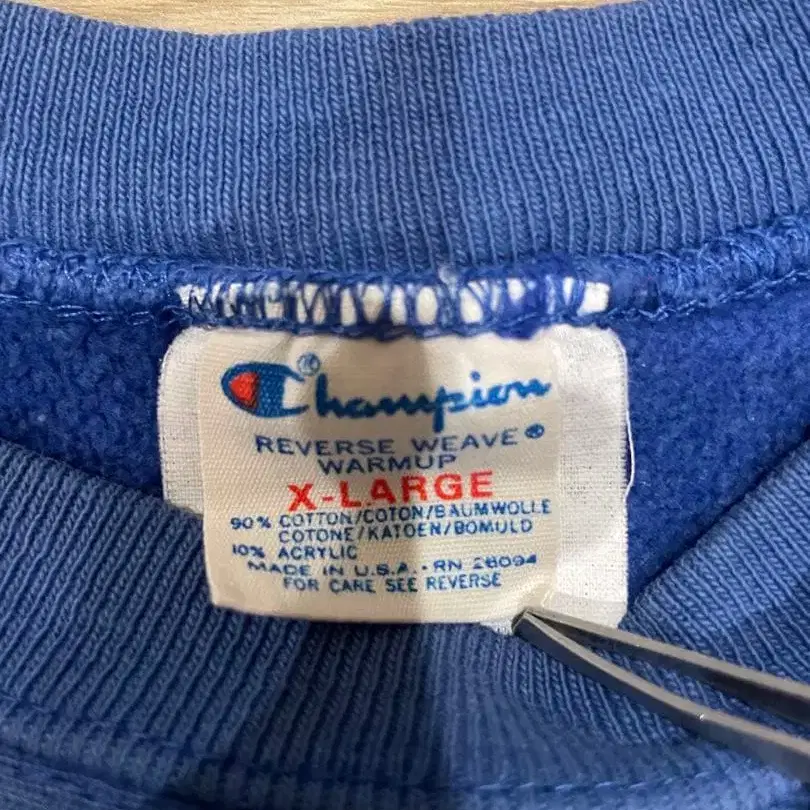 Champion®
REVERSE WEAVE®
WARMUP
X-LARGE
90% COTTON/COTON/BAUMWOLLE
COTONE/KATOEN/BOMULD
10% ACRYLIC
MADE IN U.S.A.-RN 26094
FOR CARE SEE REVERSE